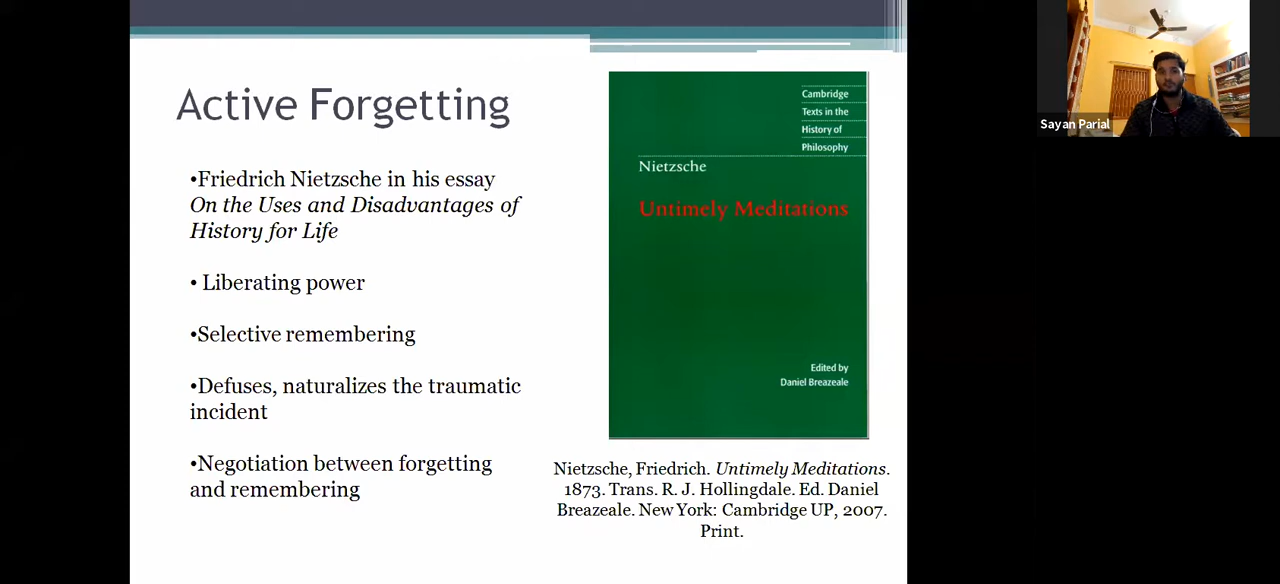 Active Forgetting
•Friedrich Nietzsche in his essay
On the Uses and Disadvantages of
History for Life
• Liberating power
•Selective remembering
•Defuses, naturalizes the traumatic
incident
•Negotiation between forgetting
and remembering
Cambridge
Texts in the
History of
Philosophy
Nietzsche
Untimely Meditations
Edited by
Daniel Breazeale
Nietzsche, Friedrich. Untimely Meditations.
1873. Trans. R. J. Hollingdale. Ed. Daniel
Breazeale. New York: Cambridge UP, 2007.
Print.
Sayan Parial